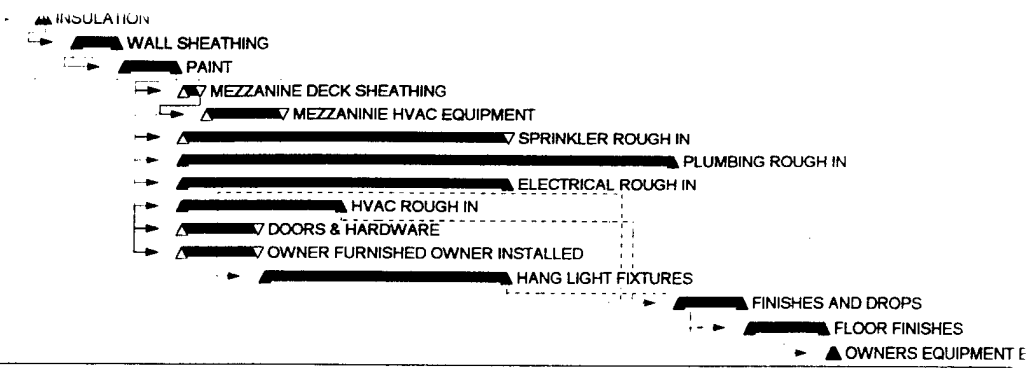 INSULATION
WALL SHEATHING
PAINT
MEZZANINE DECK SHEATHING
MEZZANINIE HVAC EQUIPMENT
SPRINKLER ROUGH IN
PLUMBING ROUGH IN
ELECTRICAL ROUGH IN
HVAC ROUGH IN
DOORS & HARDWARE
OWNER FURNISHED OWNER INSTALLED
HANG LIGHT FIXTURES
FINISHES AND DROPS
FLOOR FINISHES
OWNERS EQUIPMENT